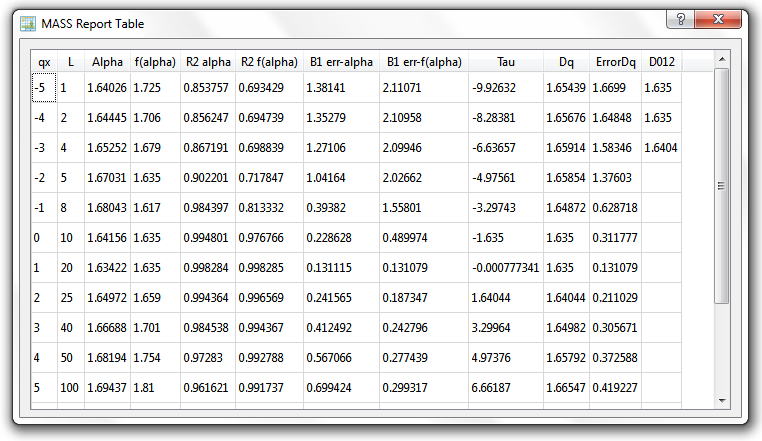 MASS Report Table
qx L Alpha f(alpha) R2 alpha R2 f(alpha) B1 err-alpha B1 err-f(alpha) Tau Dq ErrorDq D012
-5 1 1.64026 1.725 0.853757 0.693429 1.38141 2.11071 -9.92632 1.65439 1.6699 1.635
-4 2 1.64445 1.706 0.856247 0.694739 1.35279 2.10958 -8.28381 1.65676 1.64848 1.635
-3 4 1.65252 1.679 0.867191 0.698839 1.27106 2.09946 -6.63657 1.65914 1.58346 1.6404
-2 5 1.67031 1.635 0.902201 0.717847 1.04164 2.02662 -4.97561 1.65854 1.37603
-1 8 1.68043 1.617 0.984397 0.813332 0.39382 1.55801 -3.29743 1.64872 0.628718
0 10 1.64156 1.635 0.994801 0.976766 0.228628 0.489974 -1.635 1.635 0.311777
1 20 1.63422 1.635 0.998284 0.998285 0.131115 0.131079 -0.000777341 1.635 0.131079
2 25 1.64972 1.659 0.994364 0.996569 0.241565 0.187347 1.64044 1.64044 0.211029
3 40 1.66688 1.701 0.984538 0.994367 0.412492 0.242796 3.29964 1.64982 0.305671
4 50 1.68194 1.754 0.97283 0.992788 0.567066 0.277439 4.97376 1.65792 0.372588
5 100 1.69437 1.81 0.961621 0.991737 0.699424 0.299317 6.66187 1.66547 0.419227